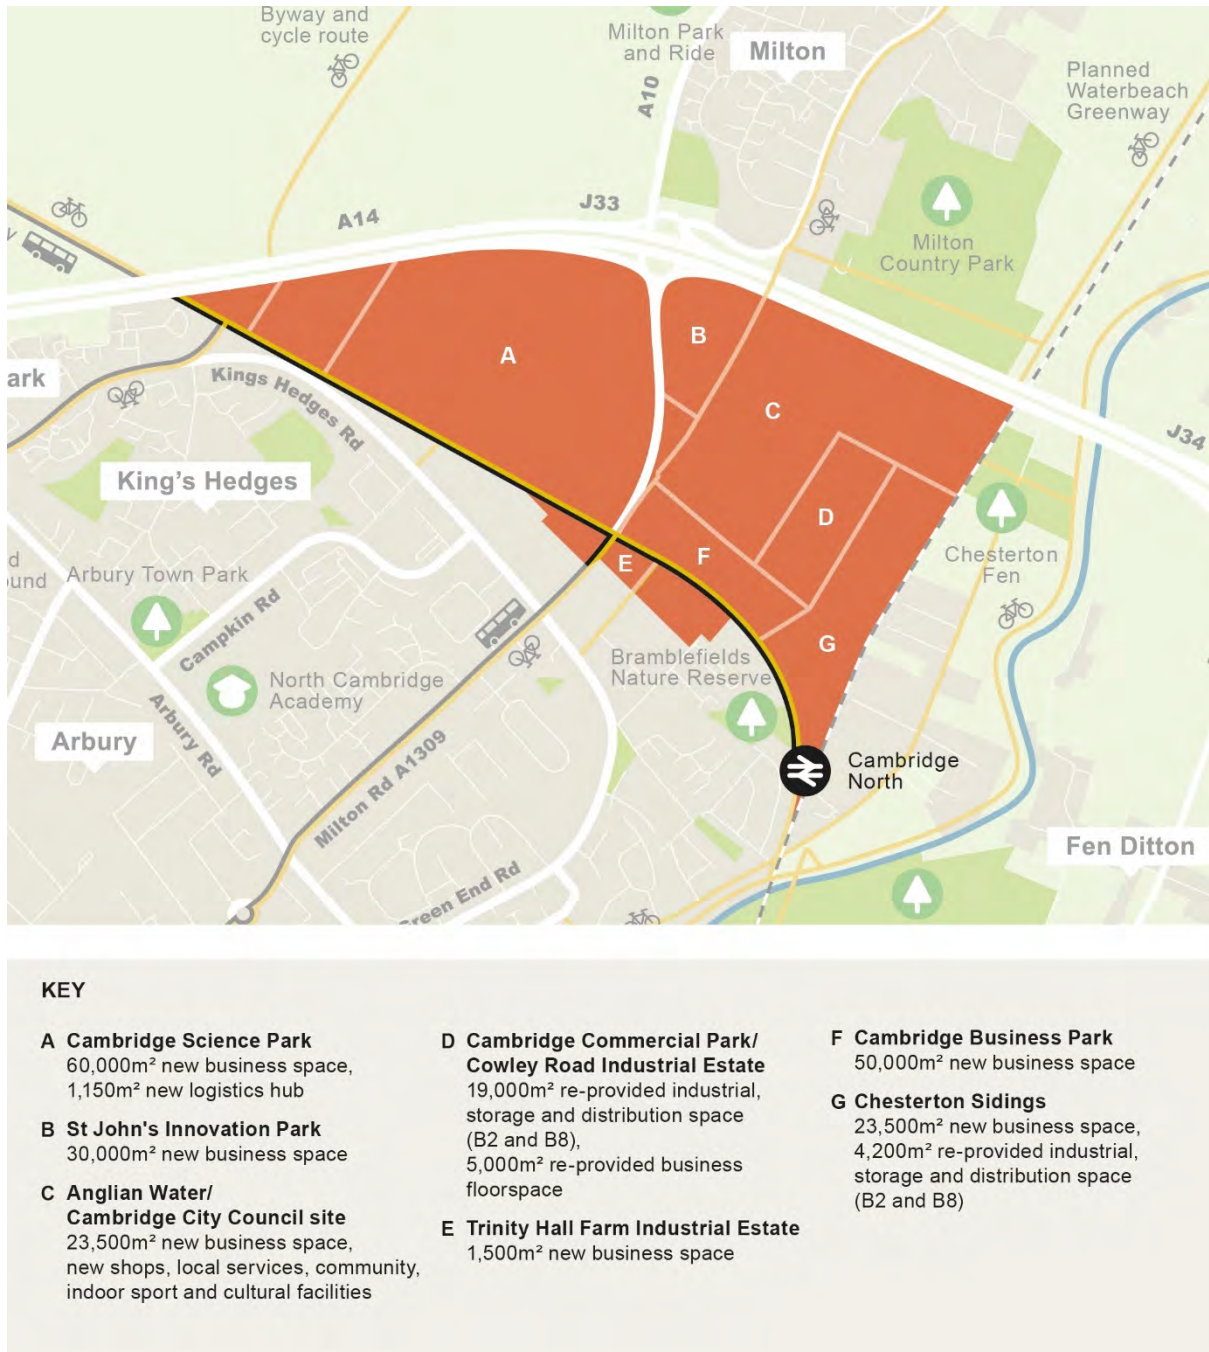 Byway and
cycle route
Milton Park
and Ride
Milton
A10
Planned
Waterbeach
Greenway
J33
A14
Milton
Country Park
J34
B
A
C
ark
Kings Hedges Rd
King's Hedges
D
Chesterton
Fen
F
E
Arbury Town Park
Campkin Rd
G
Bramblefields
Nature Reserve
North Cambridge
Academy
Arbury
Arbury Rd
Milton Rd A1309
Cambridge
North
Fen Ditton
Green End Rd
KEY
A Cambridge Science Park
60,000m² new business space,
1,150m² new logistics hub
B St John's Innovation Park
30,000m² new business space
C Anglian Water/
Cambridge City Council site
23,500m² new business space,
new shops, local services, community,
indoor sport and cultural facilities
D Cambridge Commercial Park/
Cowley Road Industrial Estate
19,000m² re-provided industrial,
storage and distribution space
(B2 and B8),
5,000m² re-provided business
floorspace
E Trinity Hall Farm Industrial Estate
1,500m² new business space
F Cambridge Business Park
50,000m² new business space
G Chesterton Sidings
23,500m² new business space,
4,200m² re-provided industrial,
storage and distribution space
(B2 and B8)